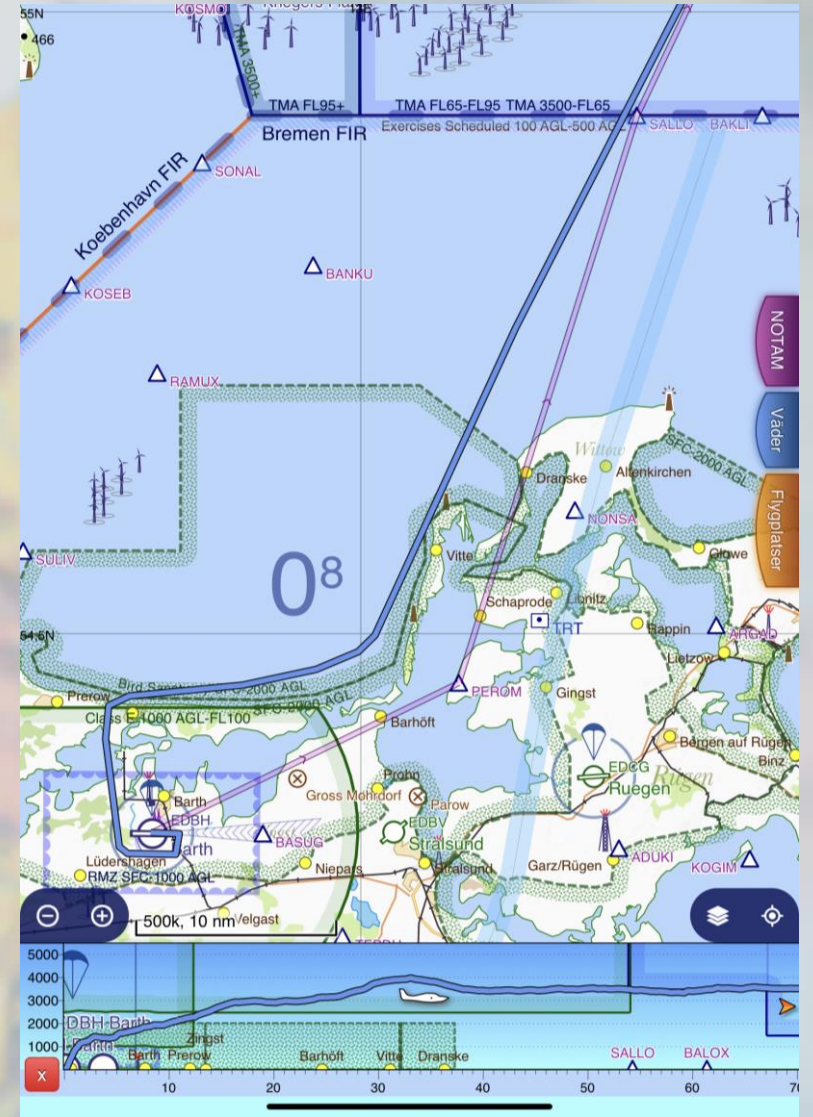 55N
KOSMO
466
TMA 3500+
TMA FL95+
TMA FL65-FL95 TMA 3500-FL65
Bremen FIR
Exercises Scheduled 100 AGL-500 AGL
SALLO
BAKLI
SONAL
Koebenhavn FIR
BANKU
KOSEB
NOTAM
RAMUX
Väder
Wittow
SFC-2000 AGL
Altenkirchen
Dranske
Flygplatser
NONSA
SULIV
Vitte
Glowe
08
Schaprode
TRT
Rappin
ARGAD
54.5N
Lietzow
PEROM
Gingst
Prerow
SFC-2000 AGL
Class E 1000 AGL-FL100
Barhöft
Bergen auf Rügen
Binz
EDCG
Ruegen
Rügen
Prohn
Gross Mohrdorf
Parow
Barth
EDBH
Barth
BASUG
EDBV
Stralsund
Lüdershagen
RMZ SFC-1000 AGL
Niepars
Stralsund
Garz/Rügen
ADUKI
KOGIM
500k, 10 nm
Velgast
5000
4000
3000
2000
1000
DBH Barth
Zingst
Barth
Prerow
Barhöft
Vitte
Dranske
SALLO
BALOX
X
10
20
30
40
50
60
70